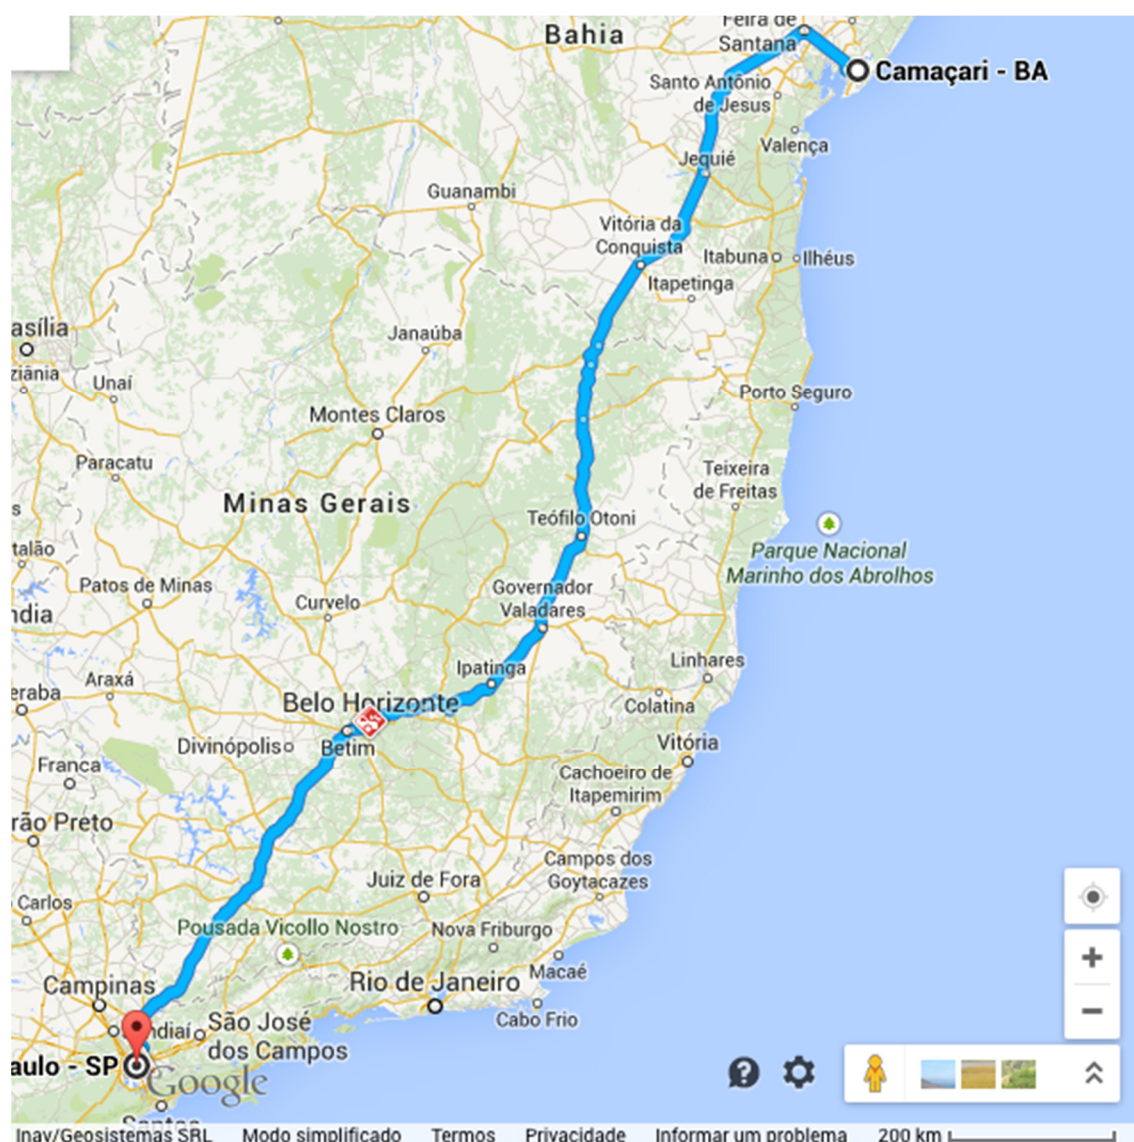 Bahia
Feira de
Santana
Camaçari - BA
Santo Antônio
de Jesus
Valença
Jequié
Guanambi
Vitória da
Conquista
Itabuna
Ilhéus
Itapetinga
asília
Janaúba
ziânia
Unaí
Porto Seguro
Montes Claros
Paracatu
Teixeira
de Freitas
Minas Gerais
s
Teófilo Otoni
talão
Parque Nacional
Marinho dos Abrolhos
Patos de Minas
Governador
Valadares
Curvelo
ndia
Linhares
Ipatinga
Araxá
eraba
Belo Horizonte
Colatina
Divinópolis
Betim
Vitória
Franca
Cachoeiro de
Itapemirim
rão Preto
Campos dos
Goytacazes
Juiz de Fora
Carlos
Pousada Vicollo Nostro
Nova Friburgo
Macaé
Campinas
Rio de Janeiro
Cabo Frio
ndiaí
São José
dos Campos
aulo - SP
Google
Santos
Inav/Geosistemas SRL Modo simplificado Termos Privacidade Informar um problema 200 km